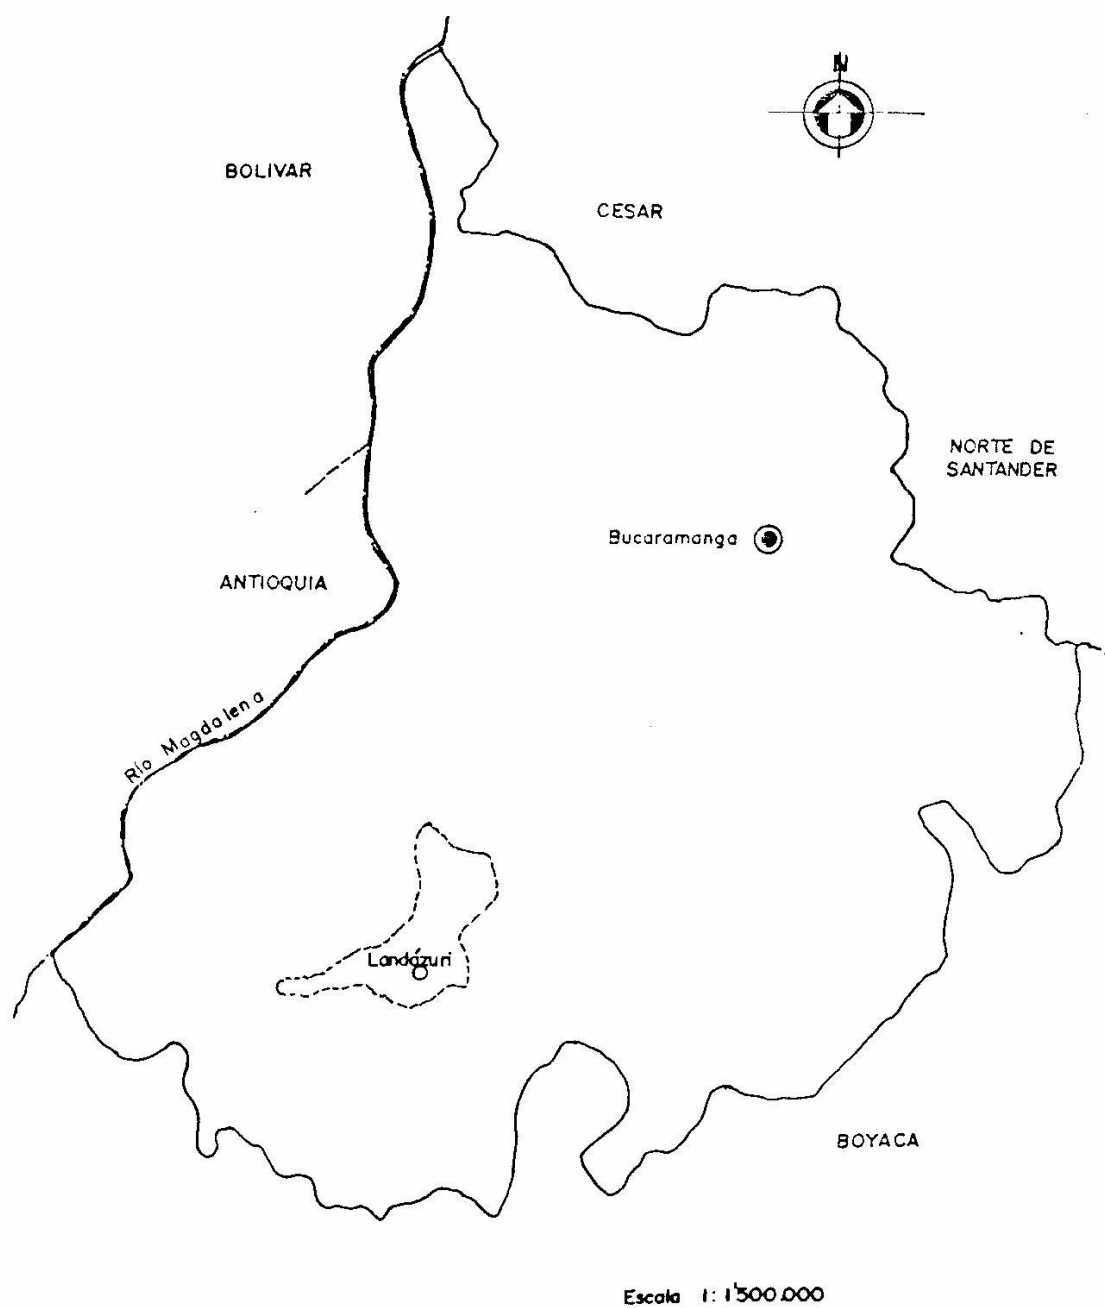 N
BOLIVAR
CESAR
NORTE DE
SANTANDER
Bucaramanga
ANTIOQUIA
Río Magdalena
Landázuri
BOYACA
Escala 1:1'500.000